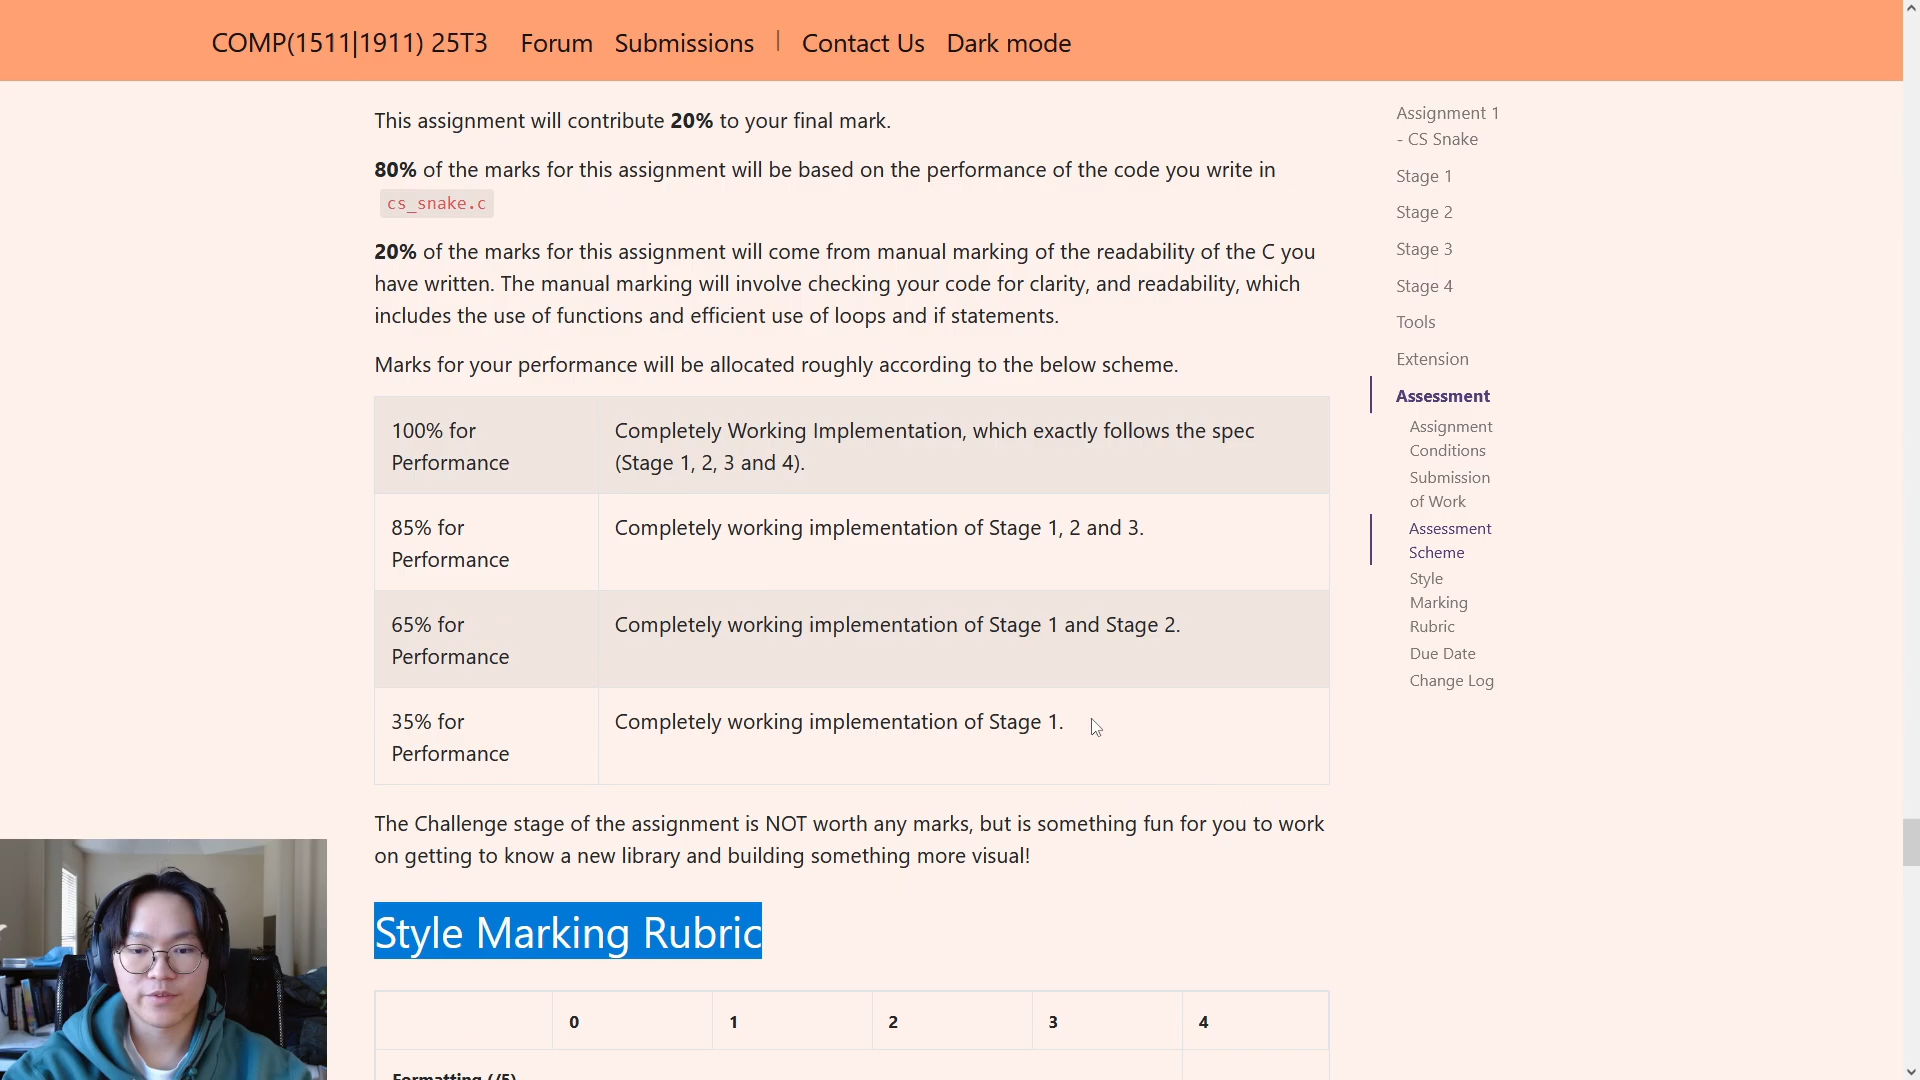 COMP(1511|1911) 25T3 Forum Submissions | Contact Us Dark mode
This assignment will contribute 20% to your final mark.
80% of the marks for this assignment will be based on the performance of the code you write in
cs_snake.c
20% of the marks for this assignment will come from manual marking of the readability of the C you
have written. The manual marking will involve checking your code for clarity, and readability, which
includes the use of functions and efficient use of loops and if statements.
Marks for your performance will be allocated roughly according to the below scheme.
100% for
Performance
Completely Working Implementation, which exactly follows the spec
(Stage 1, 2, 3 and 4).
85% for
Performance
Completely working implementation of Stage 1, 2 and 3.
65% for
Performance
Completely working implementation of Stage 1 and Stage 2.
35% for
Performance
Completely working implementation of Stage 1.
The Challenge stage of the assignment is NOT worth any marks, but is something fun for you to work
on getting to know a new library and building something more visual!
Style Marking Rubric
0 1 2 3 4
Formatting (/5)
Assignment 1
- CS Snake
Stage 1
Stage 2
Stage 3
Stage 4
Tools
Extension
Assessment
Assignment
Conditions
Submission
of Work
Assessment
Scheme
Style
Marking
Rubric
Due Date
Change Log